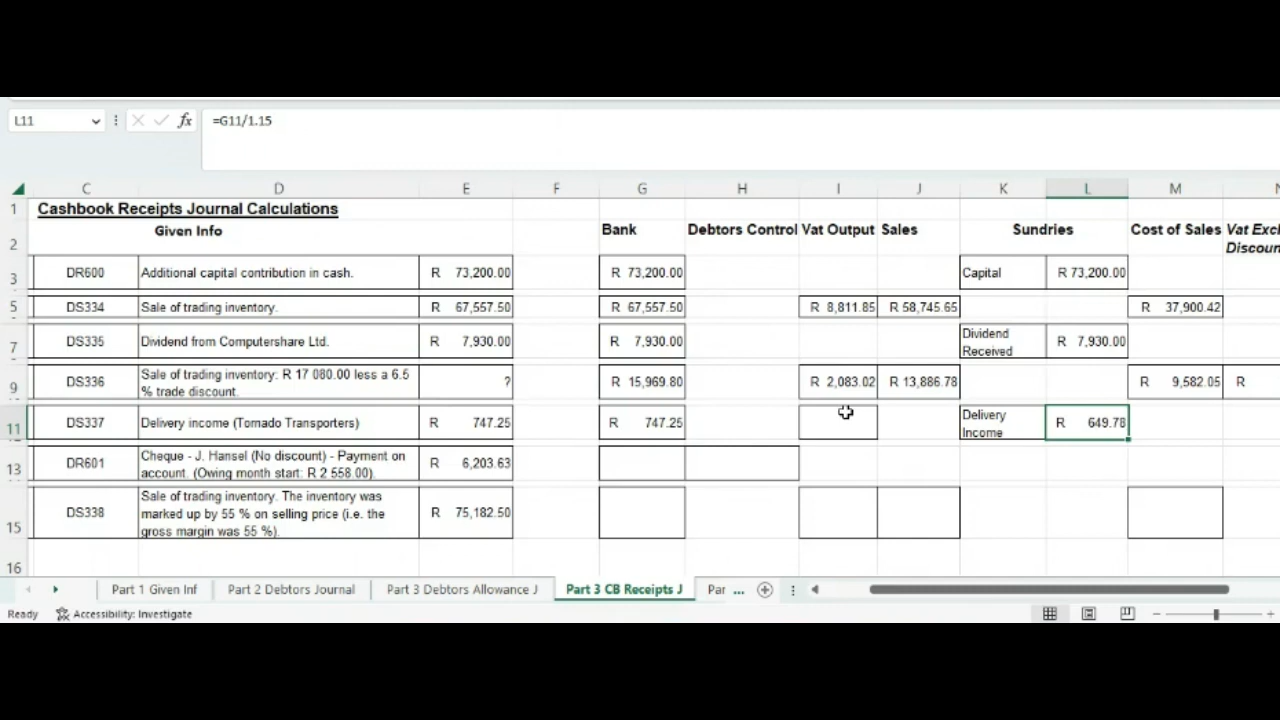 L11 =G11/1.15
C D E F G H I J K L M N
1 Cashbook Receipts Journal Calculations
2 Given Info Bank Debtors Control Vat Output Sales Sundries Cost of Sales Vat Excl
Discoun
3 DR600 Additional capital contribution in cash. R 73,200.00 R 73,200.00 Capital R 73,200.00
5 DS334 Sale of trading inventory. R 67,557.50 R 67,557.50 R 8,811.85 R 58,745.65 R 37,900.42
7 DS335 Dividend from Computershare Ltd. R 7,930.00 R 7,930.00 Dividend R 7,930.00
Received
9 DS336 Sale of trading inventory: R 17 080.00 less a 6.5 ? R 15,969.80 R 2,083.02 R 13,886.78 R 9,582.05 R
% trade discount.
11 DS337 Delivery income (Tornado Transporters) R 747.25 R 747.25 Delivery R 649.78
Income
13 DR601 Cheque - J. Hansel (No discount) - Payment on R 6,203.63
account. (Owing month start: R 2 558.00).
15 DS338 Sale of trading inventory. The inventory was R 75,182.50
marked up by 55 % on selling price (i.e. the
gross margin was 55 %).
16
Part 1 Given Inf Part 2 Debtors Journal Part 3 Debtors Allowance J Part 3 CB Receipts J Par ...
Ready Accessibility: Investigate